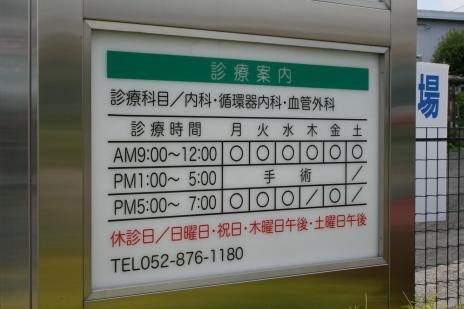 診療案内
診療科目／内科・循環器内科・血管外科
診療時間 月 火 水 木 金 土
AM9:00〜12:00 ○ ○ ○ ○ ○ ○
PM1:00〜 5:00 手術 ／
PM5:00〜 7:00 ○ ○ ○ ／ ○ ／
休診日／日曜日・祝日・木曜日午後・土曜日午後
TEL052-876-1180
場